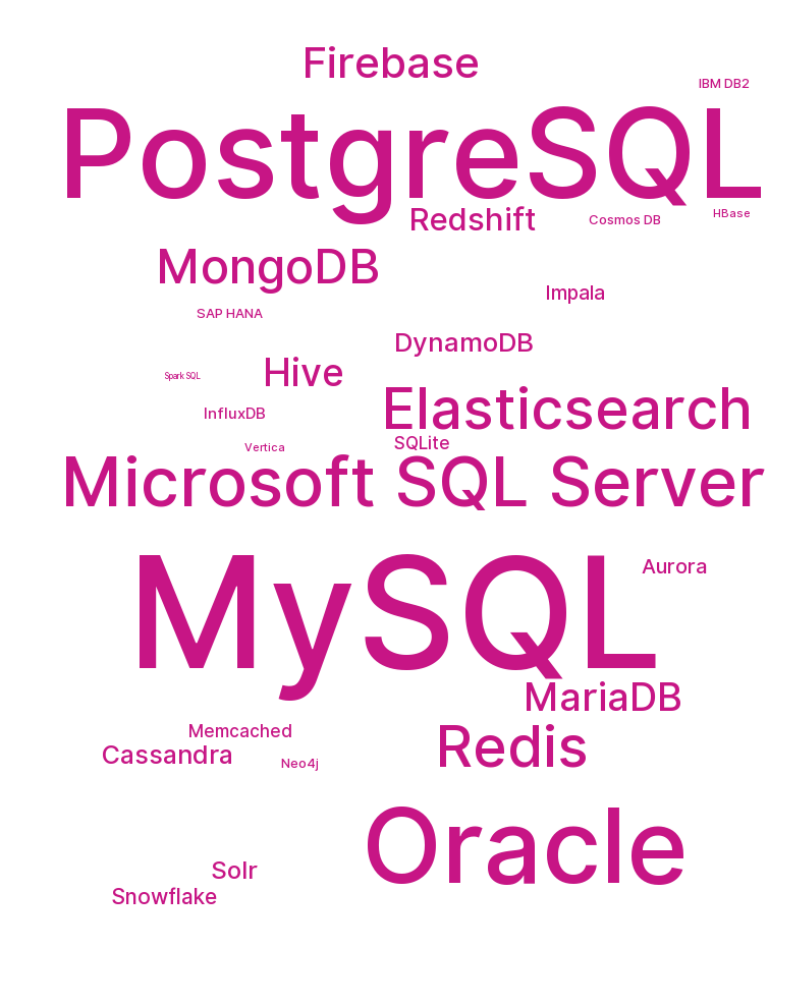 Firebase
IBM DB2
PostgreSQL
Redshift
Cosmos DB
HBase
MongoDB
Impala
SAP HANA
DynamoDB
Hive
Spark SQL
Elasticsearch
InfluxDB
SQLite
Vertica
Microsoft SQL Server
Aurora
MySQL
MariaDB
Memcached
Redis
Cassandra
Neo4j
Oracle
Solr
Snowflake